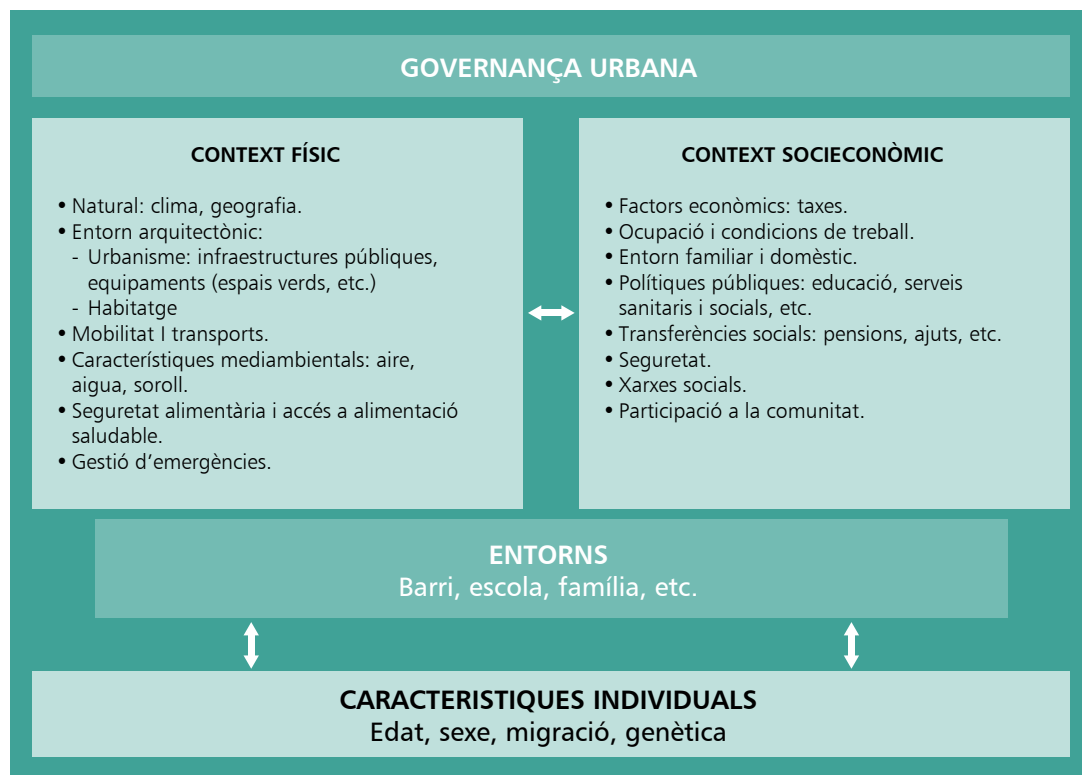 GOVERNANÇA URBANA
CONTEXT FÍSIC
• Natural: clima, geografia.
• Entorn arquitectònic:
- Urbanisme: infraestructures públiques,
equipaments (espais verds, etc.)
- Habitatge
• Mobilitat I transports.
• Característiques mediambientals: aire,
aigua, soroll.
• Seguretat alimentària i accés a alimentació
saludable.
• Gestió d’emergències.
CONTEXT SOCIECONÒMIC
• Factors econòmics: taxes.
• Ocupació i condicions de treball.
• Entorn familiar i domèstic.
• Polítiques públiques: educació, serveis
sanitaris i socials, etc.
• Transferències socials: pensions, ajuts, etc.
• Seguretat.
• Xarxes socials.
• Participació a la comunitat.
ENTORNS
Barri, escola, família, etc.
CARACTERISTIQUES INDIVIDUALS
Edat, sexe, migració, genètica